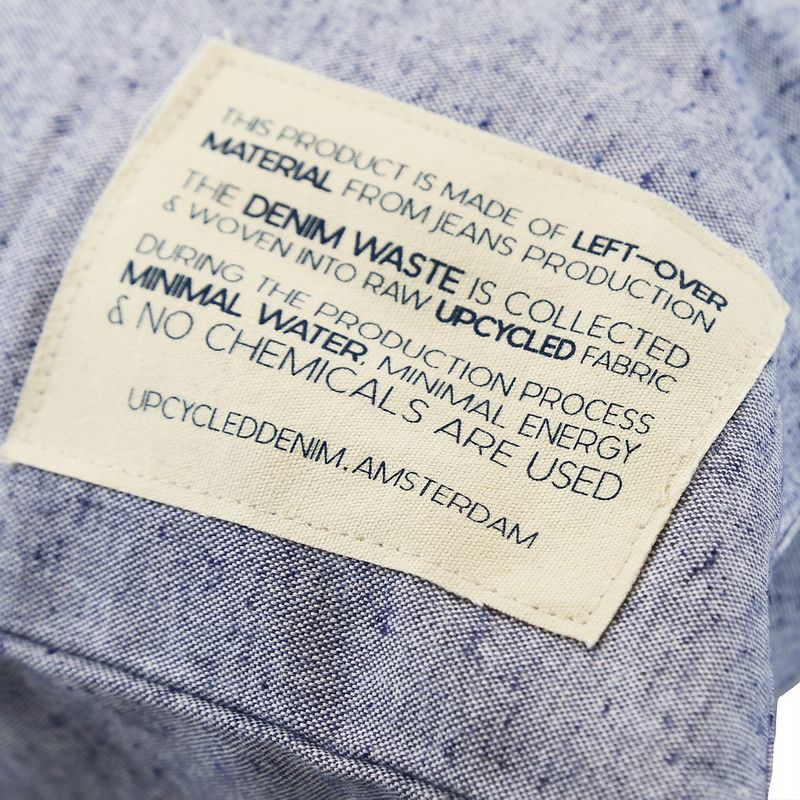 THIS PRODUCT IS MADE OF LEFT-OVER
MATERIAL FROM JEANS PRODUCTION
THE DENIM WASTE IS COLLECTED
& WOVEN INTO RAW UPCYCLED FABRIC
DURING THE PRODUCTION PROCESS
MINIMAL WATER, MINIMAL ENERGY
& NO CHEMICALS ARE USED
UPCYCLEDDENIM.AMSTERDAM